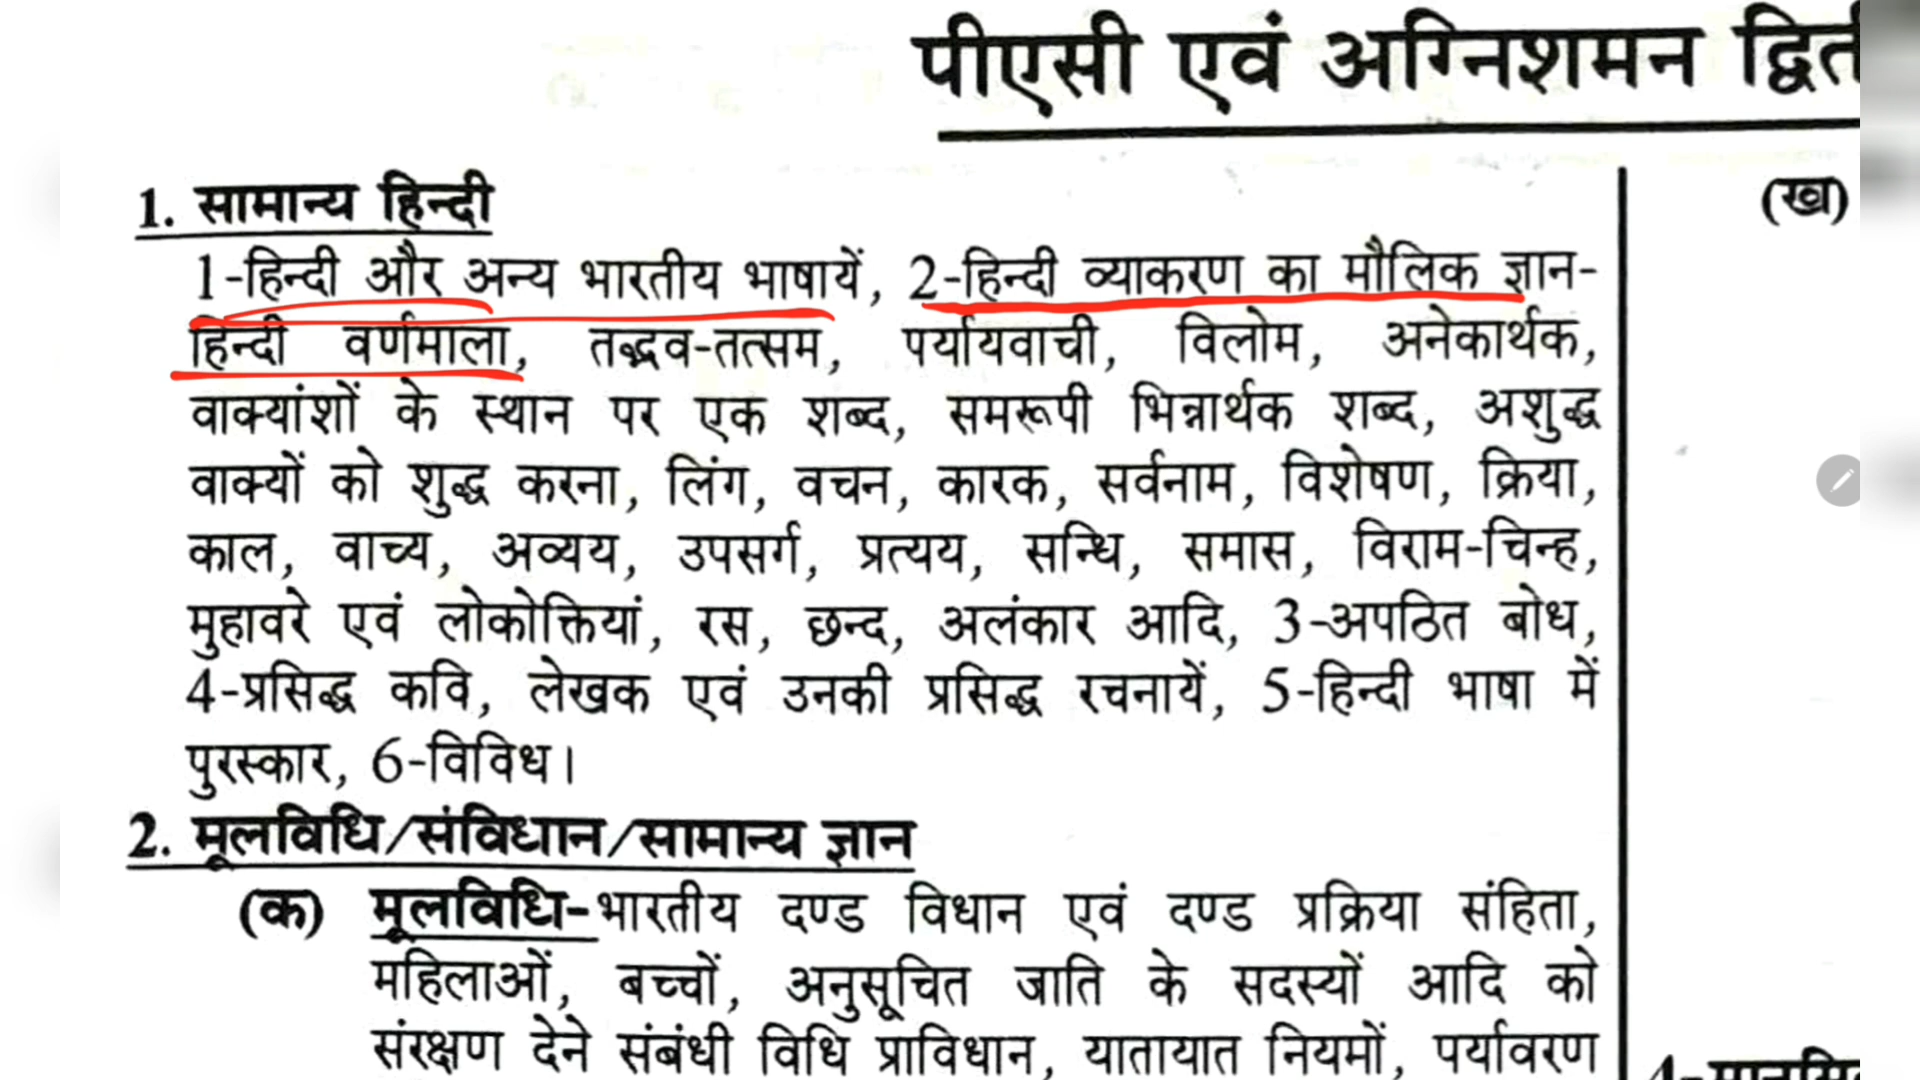 पीएसी एवं अग्निशमन
1. सामान्य हिन्दी
1-हिन्दी और अन्य भारतीय भाषायें, 2-हिन्दी व्याकरण का मौलिक ज्ञान-
हिन्दी वर्णमाला, तद्भव-तत्सम, पर्यायवाची, विलोम, अनेकार्थक,
वाक्यांशों के स्थान पर एक शब्द, समरूपी भिन्नार्थक शब्द, अशुद्ध
वाक्यों को शुद्ध करना, लिंग, वचन, कारक, सर्वनाम, विशेषण, क्रिया,
काल, वाच्य, अव्यय, उपसर्ग, प्रत्यय, सन्धि, समास, विराम-चिन्ह,
मुहावरे एवं लोकोक्तियां, रस, छन्द, अलंकार आदि, 3-अपठित बोध,
4-प्रसिद्ध कवि, लेखक एवं उनकी प्रसिद्ध रचनायें, 5-हिन्दी भाषा में
पुरस्कार, 6-विविध।
2. मूलविधि/संविधान/सामान्य ज्ञान
(क) मूलविधि-भारतीय दण्ड विधान एवं दण्ड प्रक्रिया संहिता,
महिलाओं, बच्चों, अनुसूचित जाति के सदस्यों आदि को
संरक्षण देने संबंधी विधि प्राविधान, यातायात नियमों, पर्यावरण
(ख)